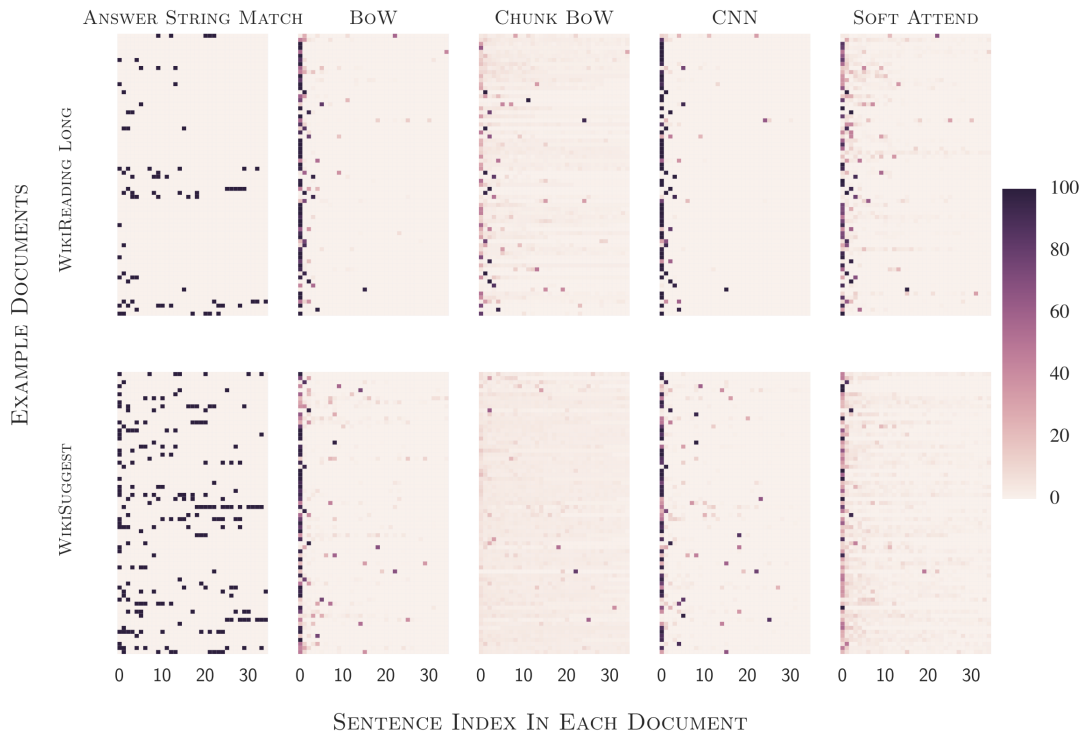 Answer String Match BoW Chunk BoW CNN Soft Attend
WikiReading Long
WikiSuggest
Example Documents
100
80
60
40
20
0
0 10 20 30 0 10 20 30 0 10 20 30 0 10 20 30 0 10 20 30
Sentence Index In Each Document